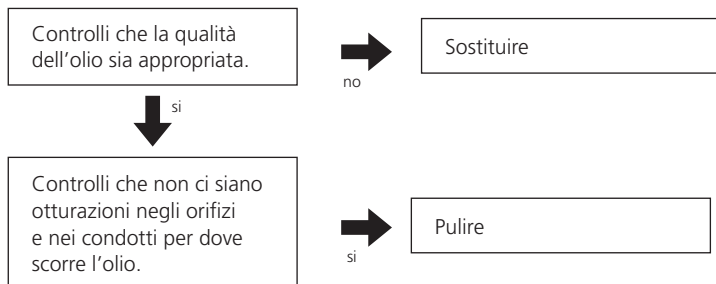 Controlli che la qualità
dell'olio sia appropriata.
no
Sostituire
si
Controlli che non ci siano
otturazioni negli orifizi
e nei condotti per dove
scorre l'olio.
si
Pulire